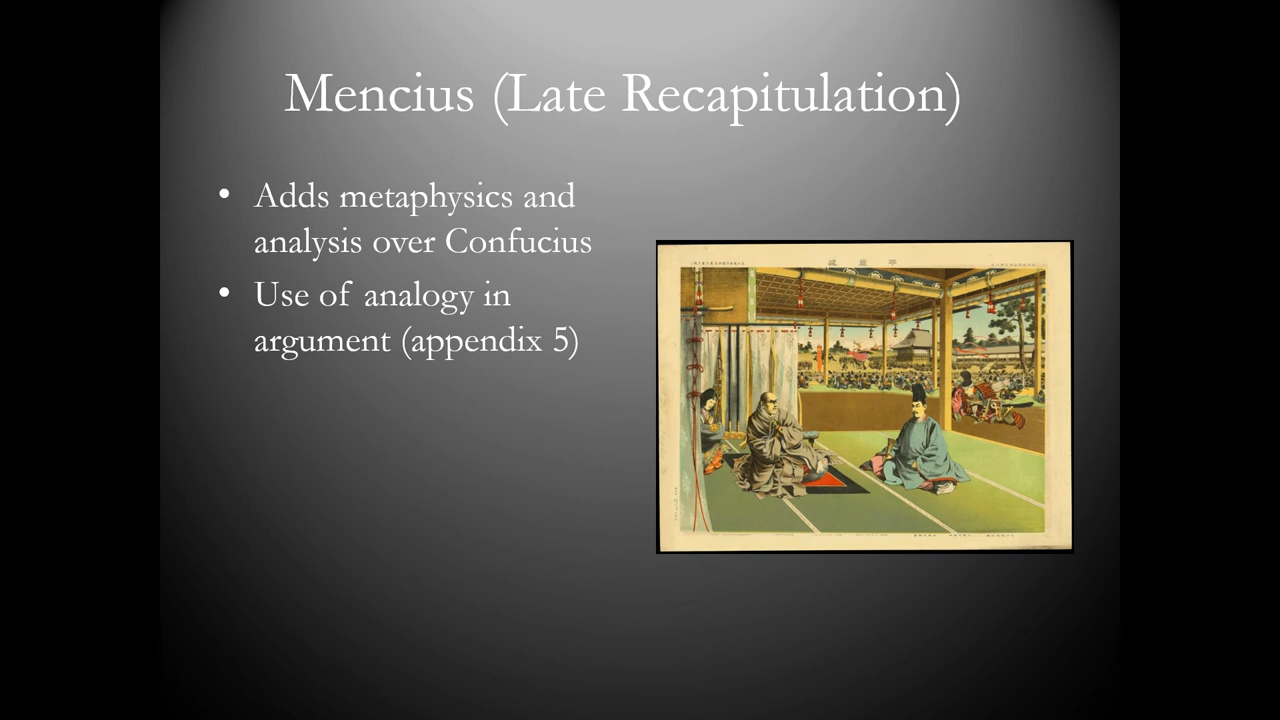 Mencius (Late Recapitulation)
• Adds metaphysics and
analysis over Confucius
• Use of analogy in
argument (appendix 5)